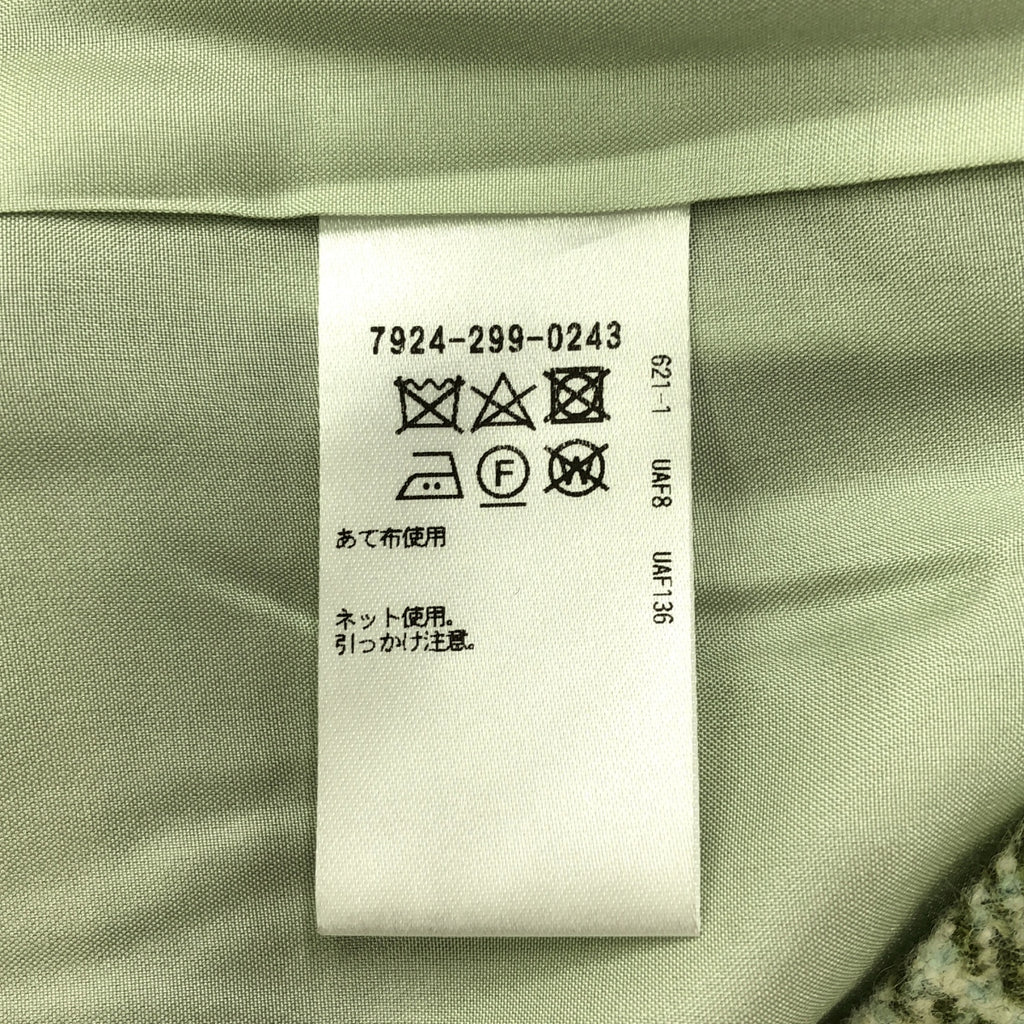 7924-299-0243
F
W
あて布使用
ネット使用。
引っかけ注意。
621-1 UAF8 UAF136